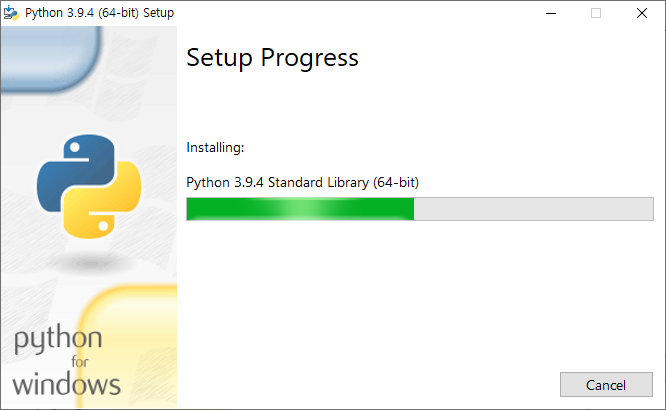 Python 3.9.4 (64-bit) Setup
Setup Progress
Installing:
Python 3.9.4 Standard Library (64-bit)
python
for
windows
Cancel